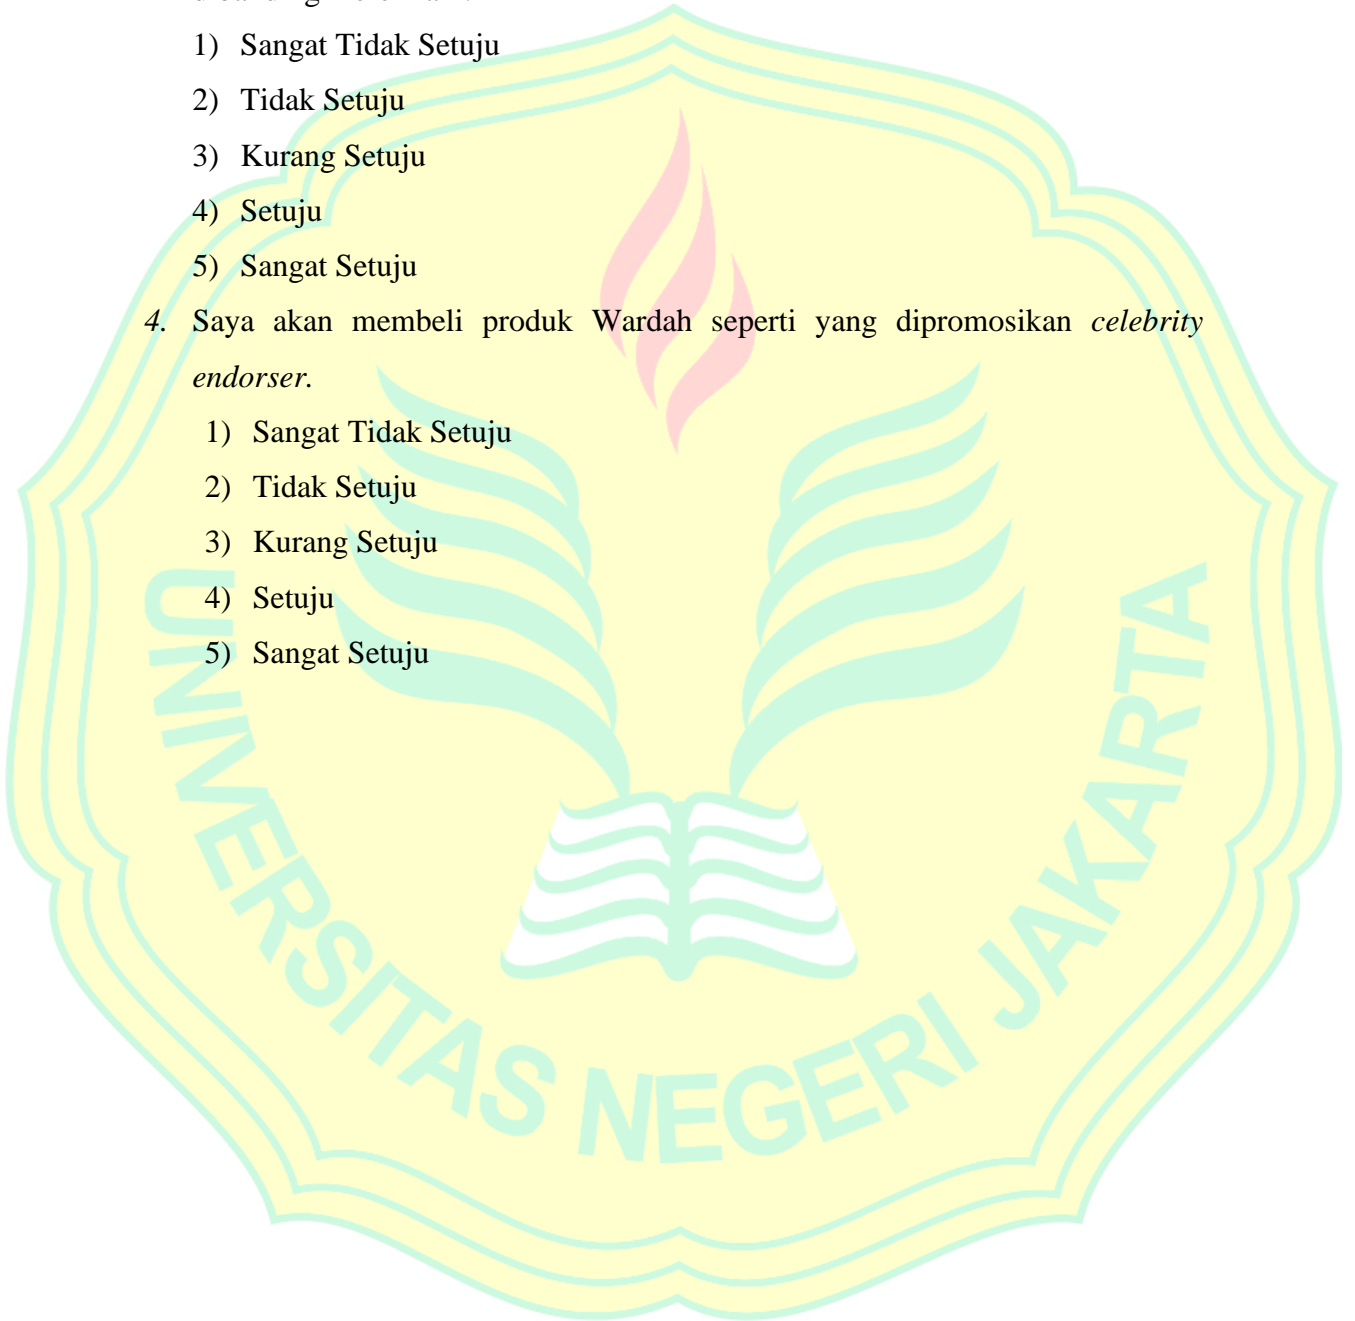 1) Sangat Tidak Setuju
2) Tidak Setuju
3) Kurang Setuju
4) Setuju
5) Sangat Setuju
4. Saya akan membeli produk Wardah seperti yang dipromosikan celebrity
endorser.
1) Sangat Tidak Setuju
2) Tidak Setuju
3) Kurang Setuju
4) Setuju
5) Sangat Setuju
UNIVERSITAS NEGERI JAKARTA